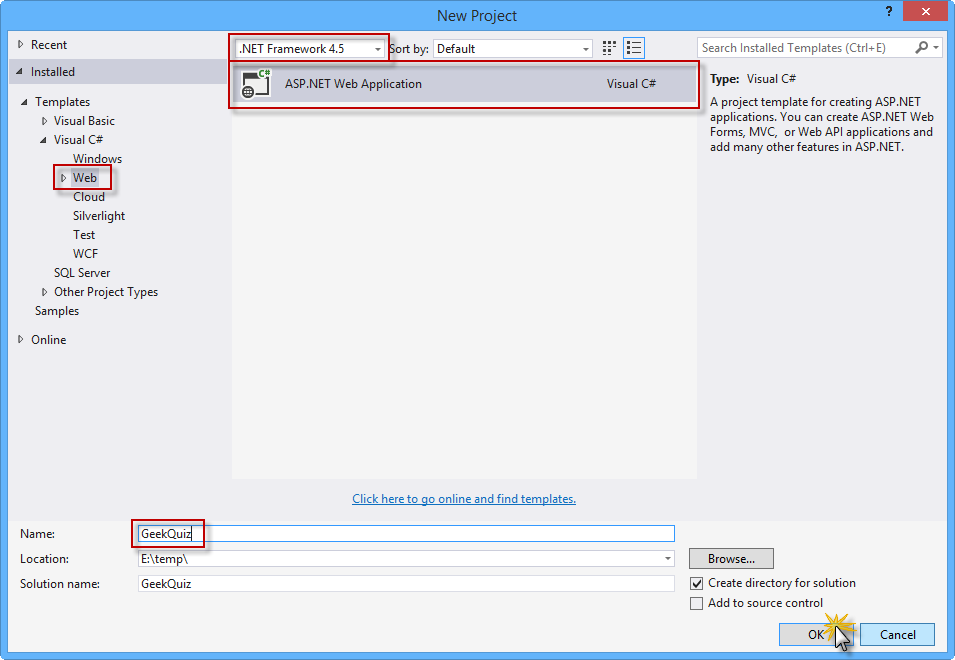 New Project
?
Recent
Installed
Templates
Visual Basic
Visual C#
Windows
Web
Cloud
Silverlight
Test
WCF
SQL Server
Other Project Types
Samples
Online
.NET Framework 4.5
Sort by: Default
C# ASP.NET Web Application Visual C#
Click here to go online and find templates.
Search Installed Templates (Ctrl+E)
Type: Visual C#
A project template for creating ASP.NET
applications. You can create ASP.NET Web
Forms, MVC, or Web API applications and
add many other features in ASP.NET.
Name: GeekQuiz
Location: E:\temp\
Solution name: GeekQuiz
Browse...
Create directory for solution
Add to source control
OK Cancel